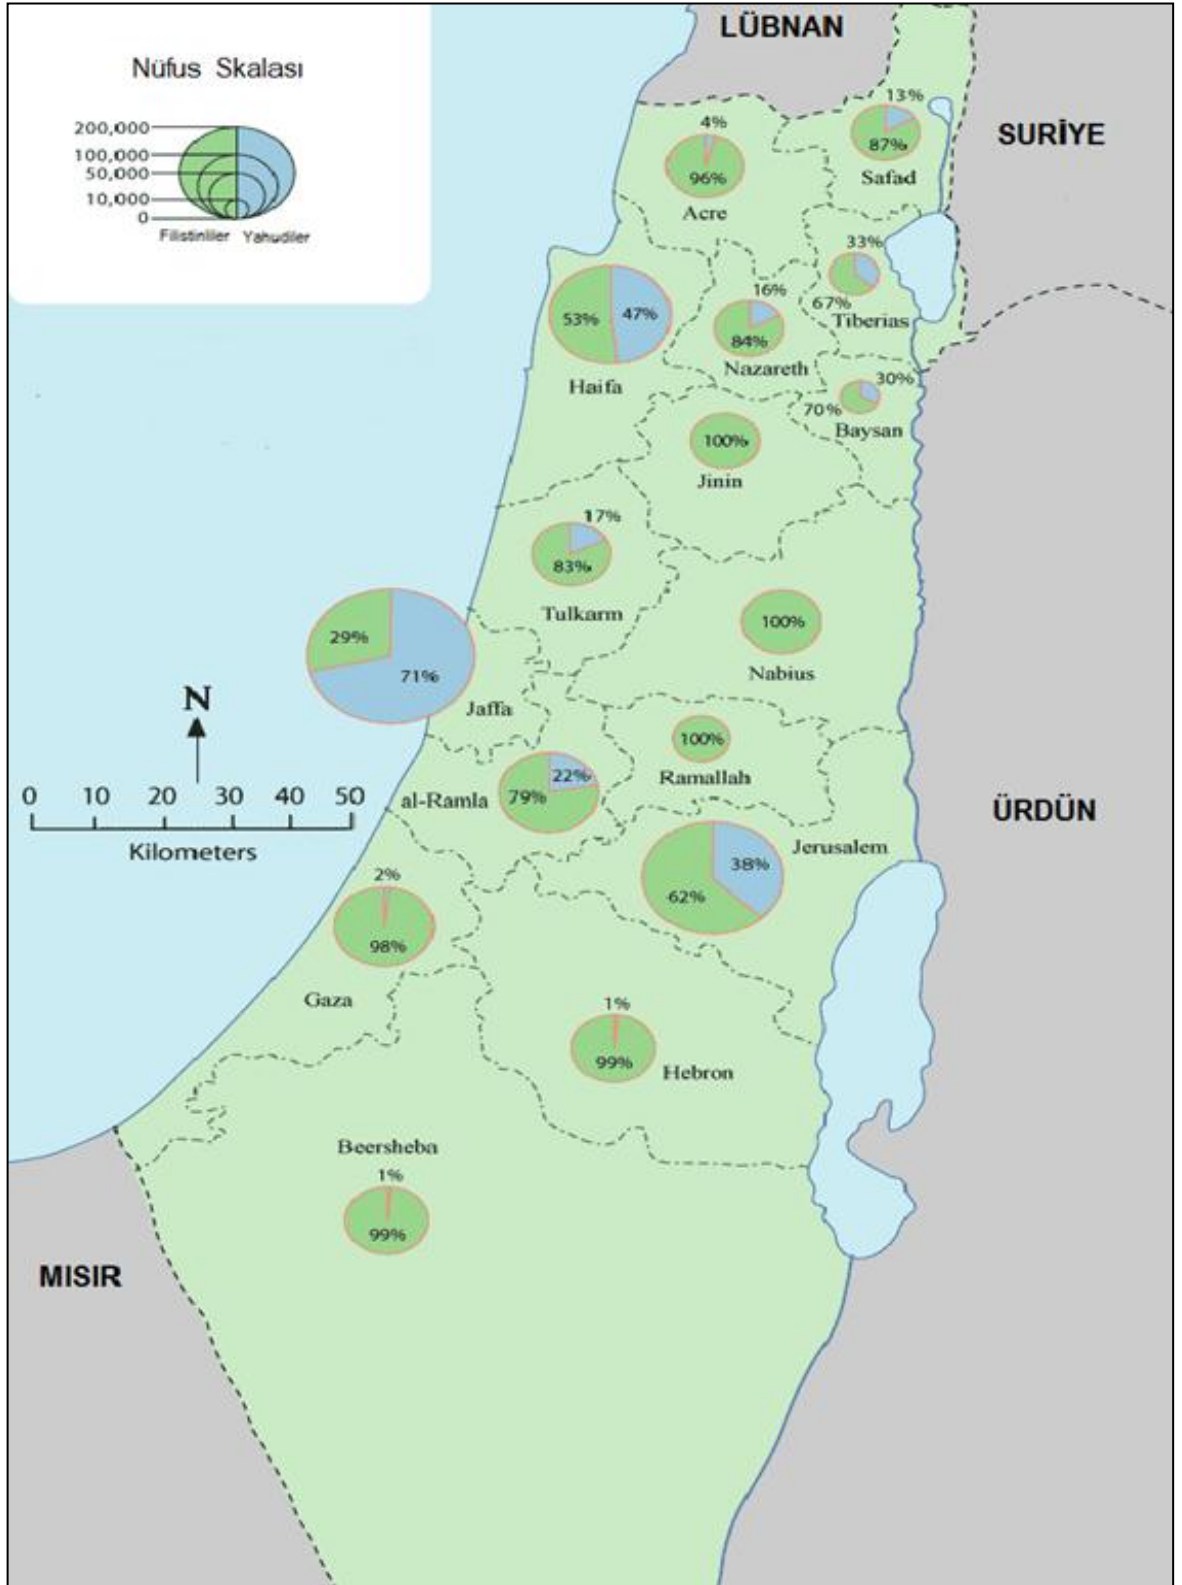 LÜBNAN
Nüfus Skalası
200,000
100,000
50,000
10,000
0
Filistinliler Yahudiler
SURİYE
13%
87%
Safad
4%
96%
Acre
33%
67%
Tiberias
53% 47%
Haifa
16%
84%
Nazareth
30%
70%
Baysan
100%
Jinin
17%
83%
Tulkarm
100%
Nabius
29%
71%
Jaffa
N
100%
Ramallah
0 10 20 30 40 50
Kilometers
22%
79%
al-Ramla
ÜRDÜN
Jerusalem
38%
62%
2%
98%
Gaza
1%
99%
Hebron
Beersheba
1%
99%
MISIR